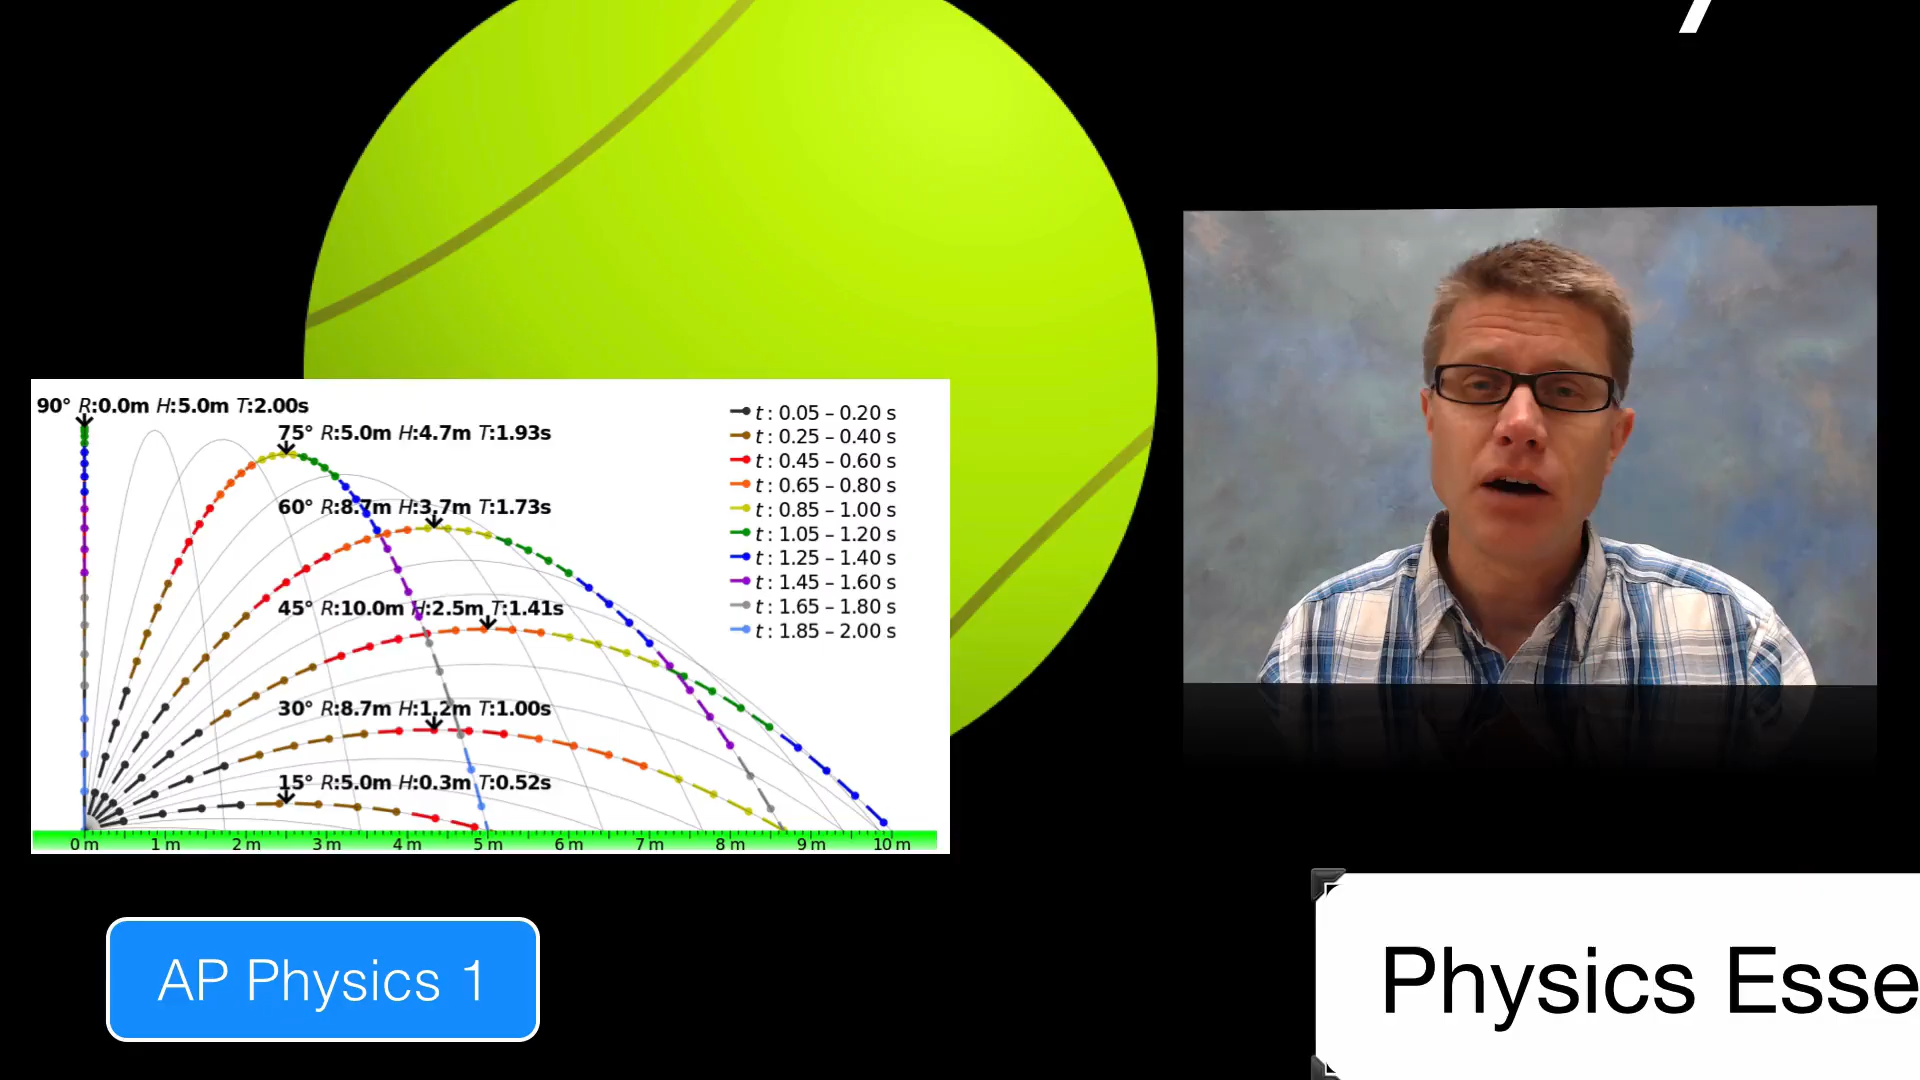 90° R:0.0m H:5.0m T:2.00s
75° R:5.0m H:4.7m T:1.93s
60° R:8.7m H:3.7m T:1.73s
45° R:10.0m H:2.5m T:1.41s
30° R:8.7m H:1.2m T:1.00s
15° R:5.0m H:0.3m T:0.52s
t : 0.05 – 0.20 s
t : 0.25 – 0.40 s
t : 0.45 – 0.60 s
t : 0.65 – 0.80 s
t : 0.85 – 1.00 s
t : 1.05 – 1.20 s
t : 1.25 – 1.40 s
t : 1.45 – 1.60 s
t : 1.65 – 1.80 s
t : 1.85 – 2.00 s
0 m 1 m 2 m 3 m 4 m 5 m 6 m 7 m 8 m 9 m 10 m
AP Physics 1
Physics Esse